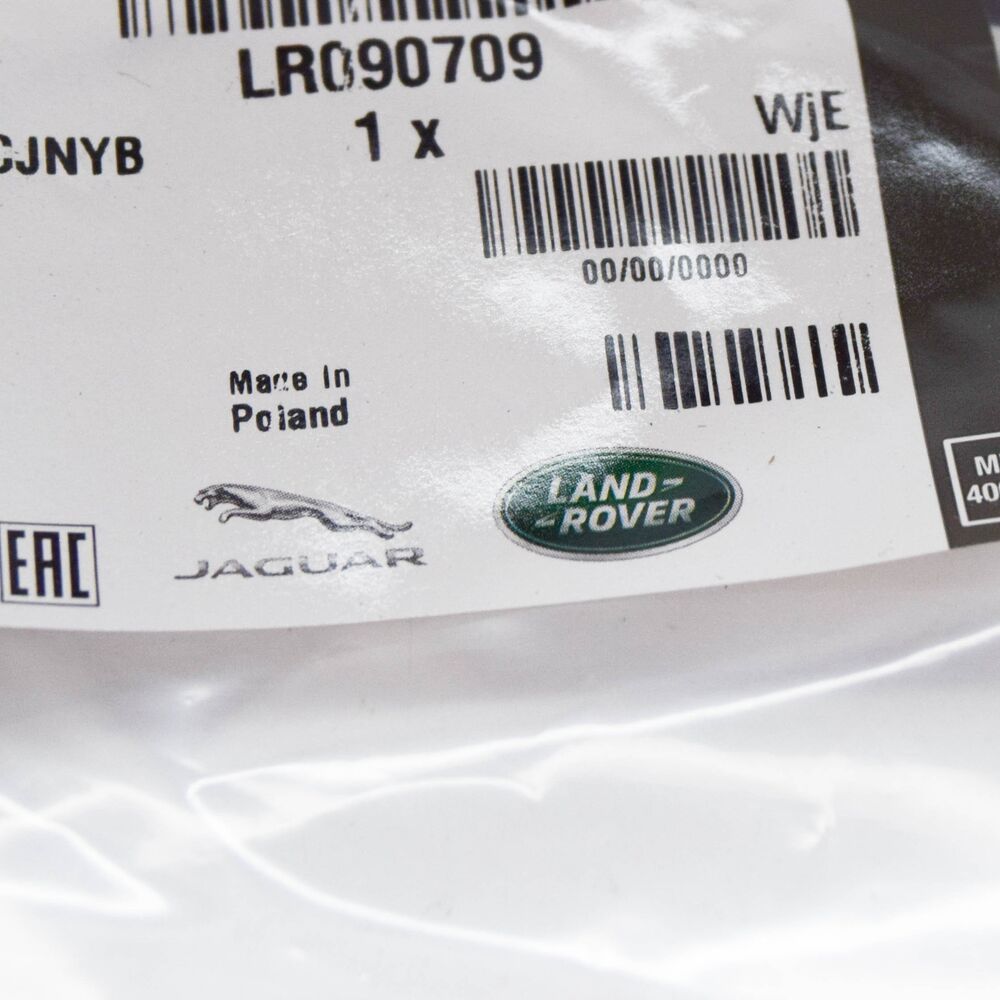 LR090709
1 x
WjE
CJNYB
00/00/0000
Made in
Poland
JAGUAR
LAND-
-ROVER
EAC